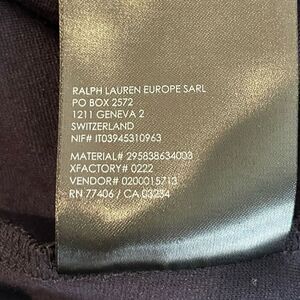 RALPH LAUREN EUROPE SARL
PO BOX 2572
1211 GENEVA 2
SWITZERLAND
NIF# IT03945310963
MATERIAL# 295838634003
XFACTORY# 0222
VENDOR# 0200015713
RN 77406 / CA 03234